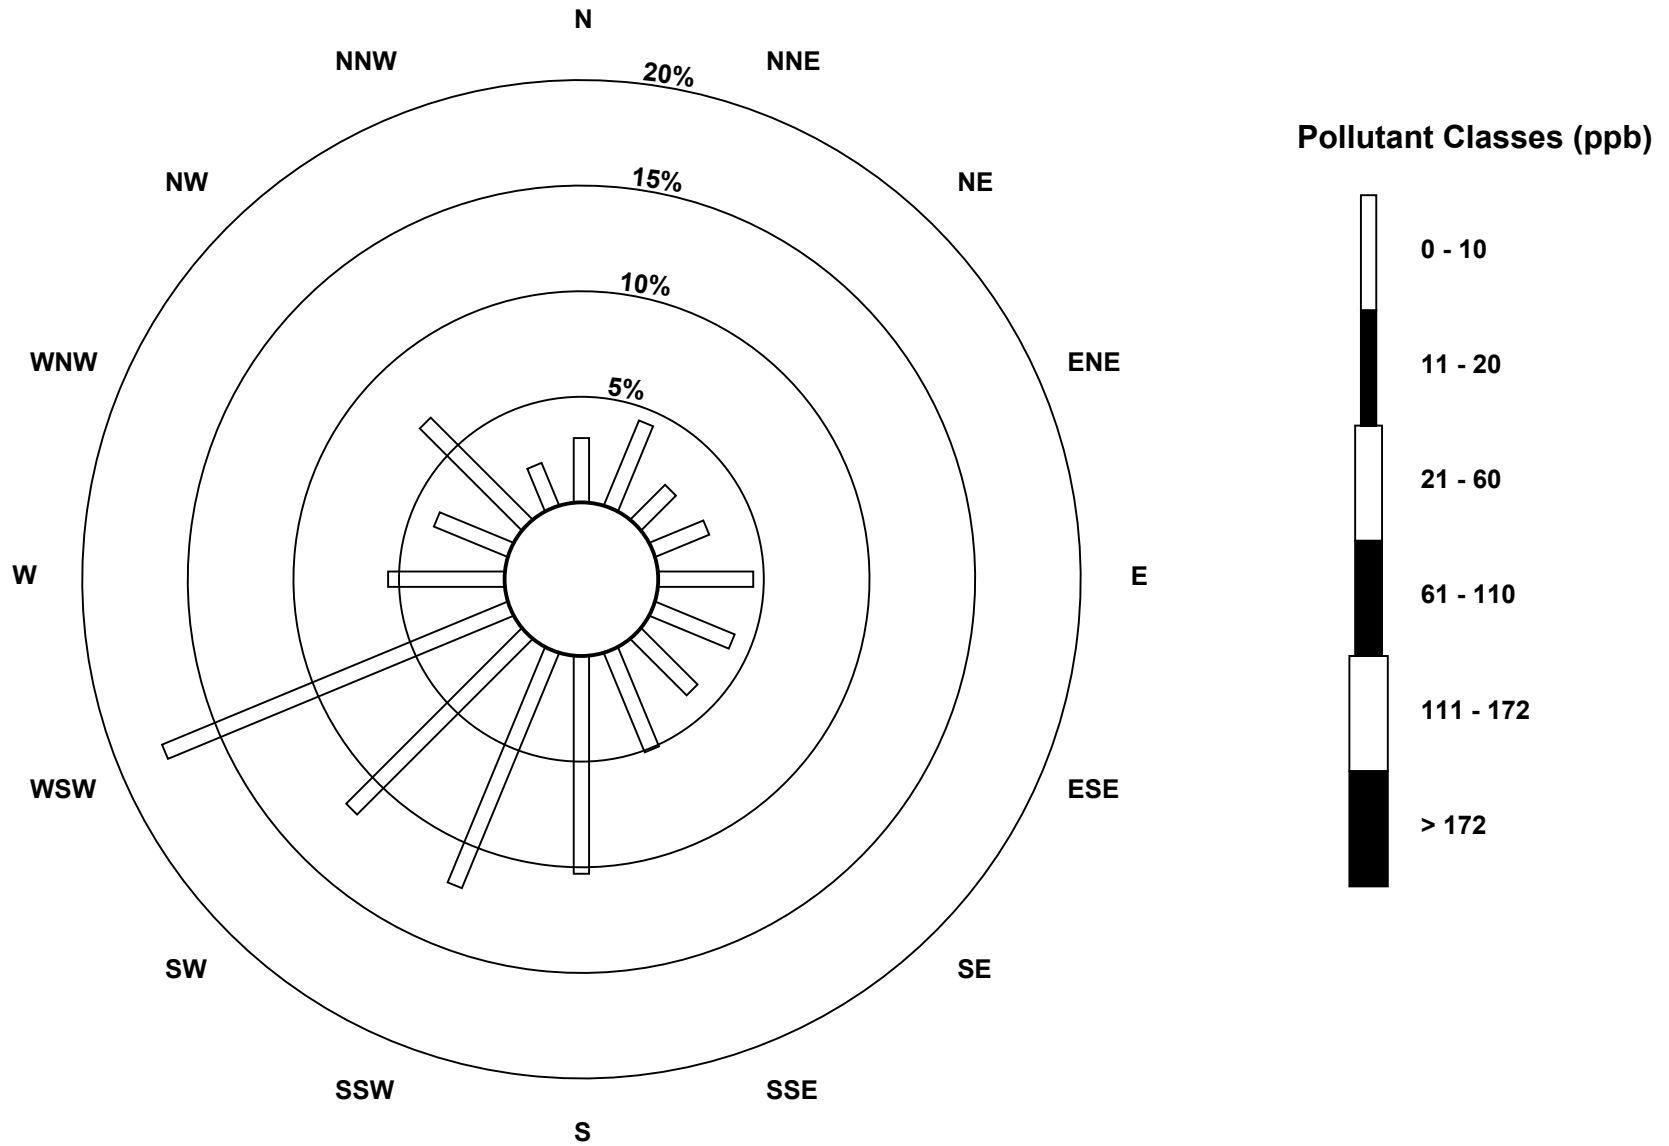 N
NNW
NNE
20%
Pollutant Classes (ppb)
15%
NW
NE
0 - 10
10%
WNW
ENE
11 - 20
5%
21 - 60
W
E
61 - 110
111 - 172
WSW
ESE
> 172
SW
SE
SSW
SSE
S